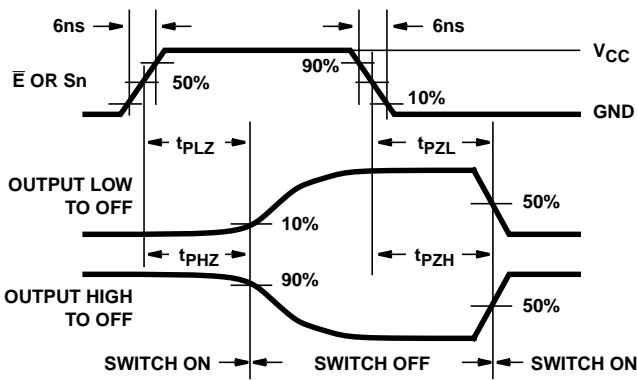 6ns
6ns
VCC
E̅ OR Sn
90%
50%
10%
GND
tPLZ
tPZL
OUTPUT LOW
TO OFF
50%
10%
tPHZ
tPZH
90%
OUTPUT HIGH
TO OFF
50%
SWITCH ON
SWITCH OFF
SWITCH ON